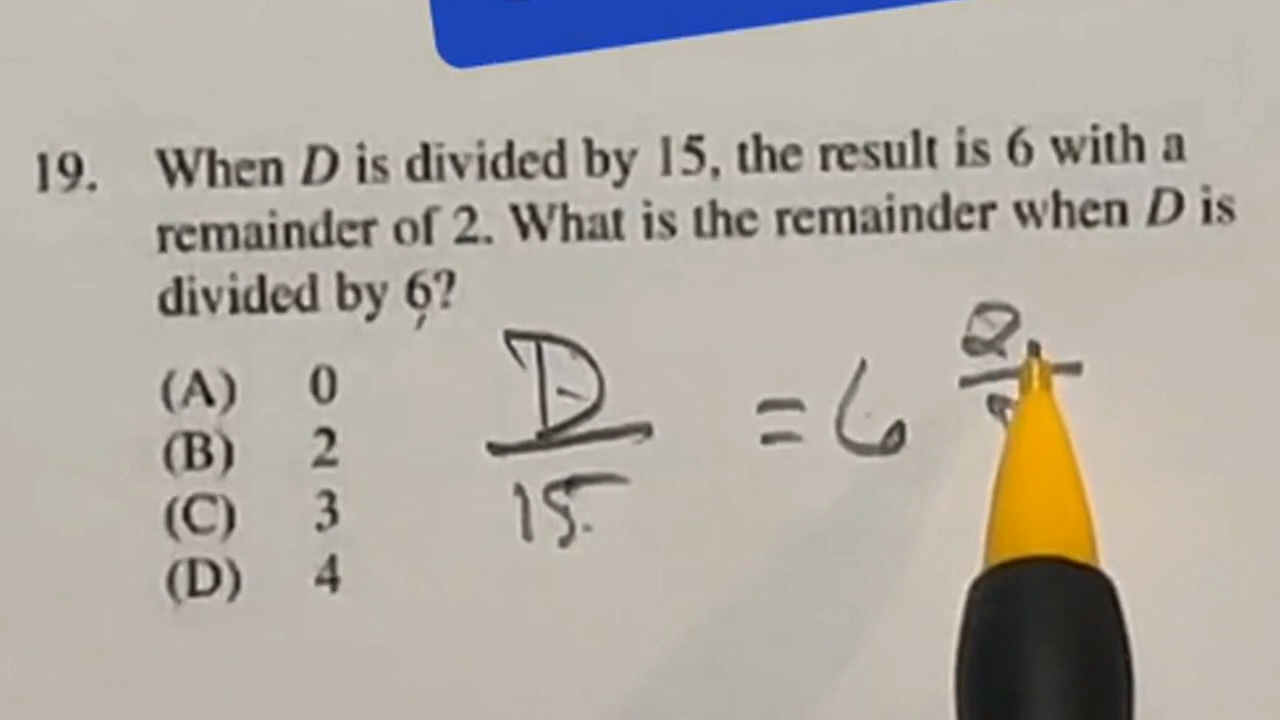 19. When D is divided by 15, the result is 6 with a
remainder of 2. What is the remainder when D is
divided by 6?
(A) 0
(B) 2
(C) 3
(D) 4
D
15
= 6 2